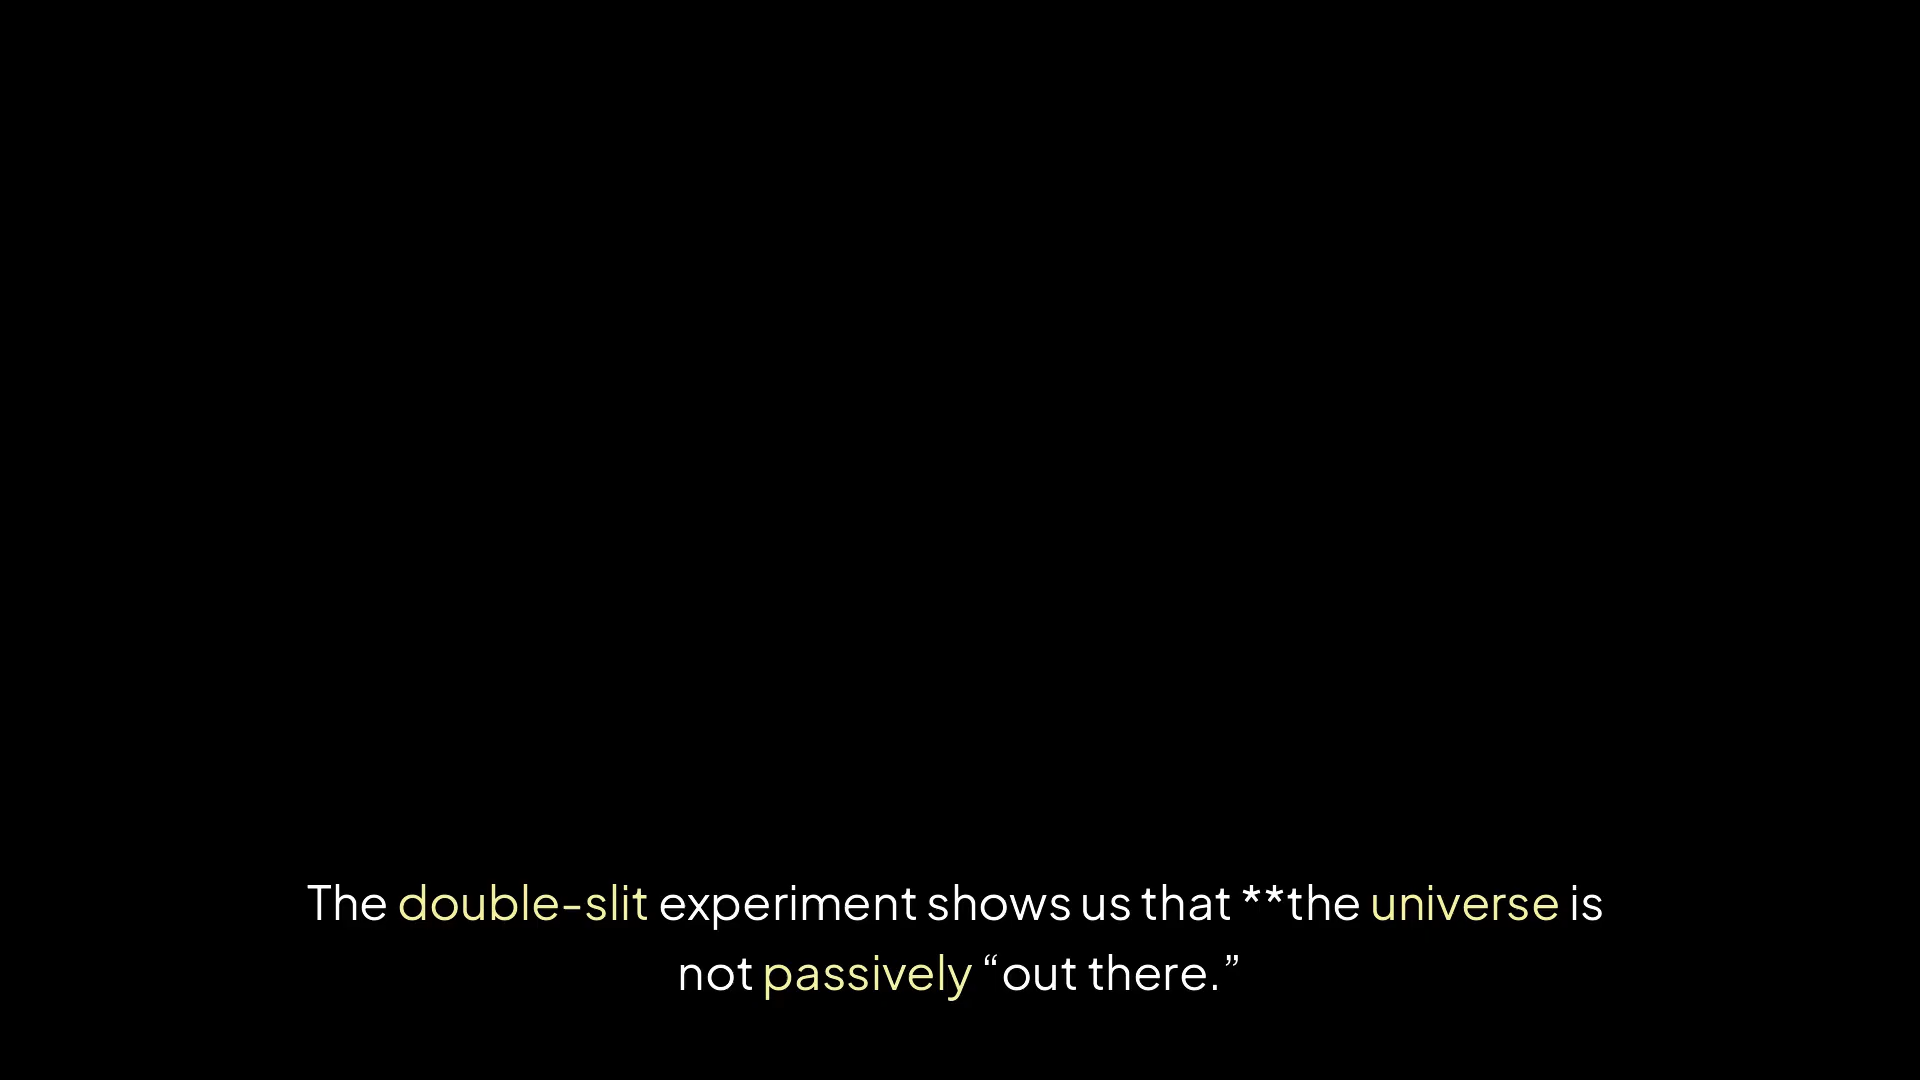 The double-slit experiment shows us that **the universe is
not passively “out there.”